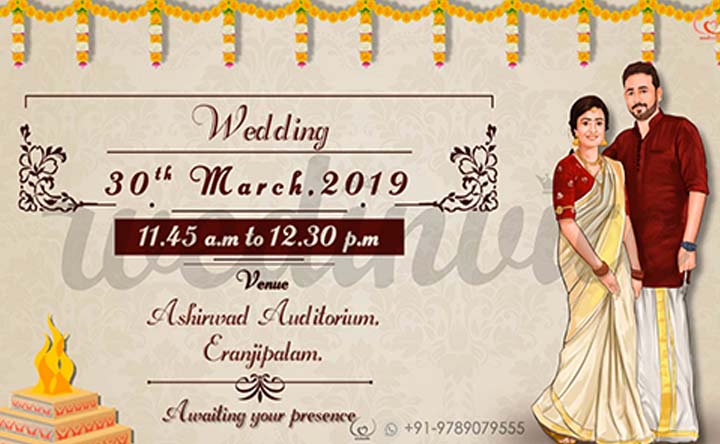 Wedding
30th March.2019
11.45 a.m to 12.30 p.m
Venue
Ashirwad Auditorium,
Eranjipalam.
Awaiting your presence
+91-9789079555